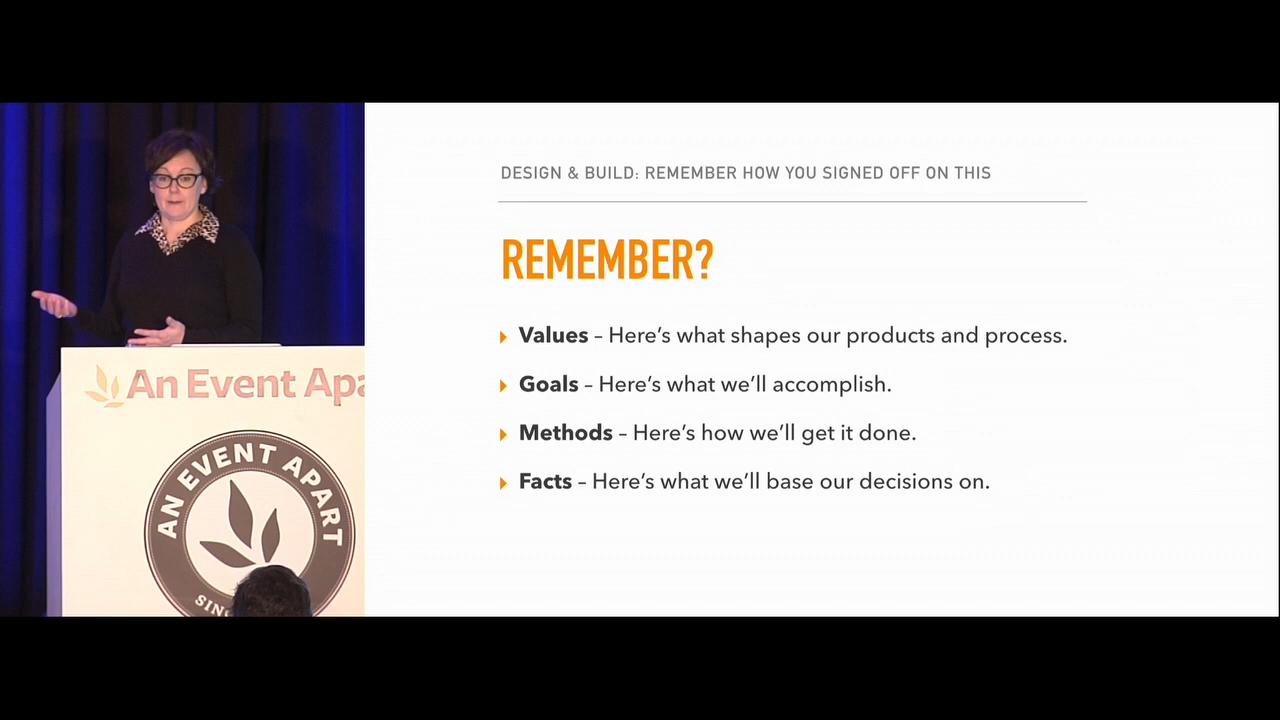 DESIGN & BUILD: REMEMBER HOW YOU SIGNED OFF ON THIS
REMEMBER?
Values – Here’s what shapes our products and process.
Goals – Here’s what we’ll accomplish.
Methods – Here’s how we’ll get it done.
Facts – Here’s what we’ll base our decisions on.
An Event Apa
AN EVENT APART